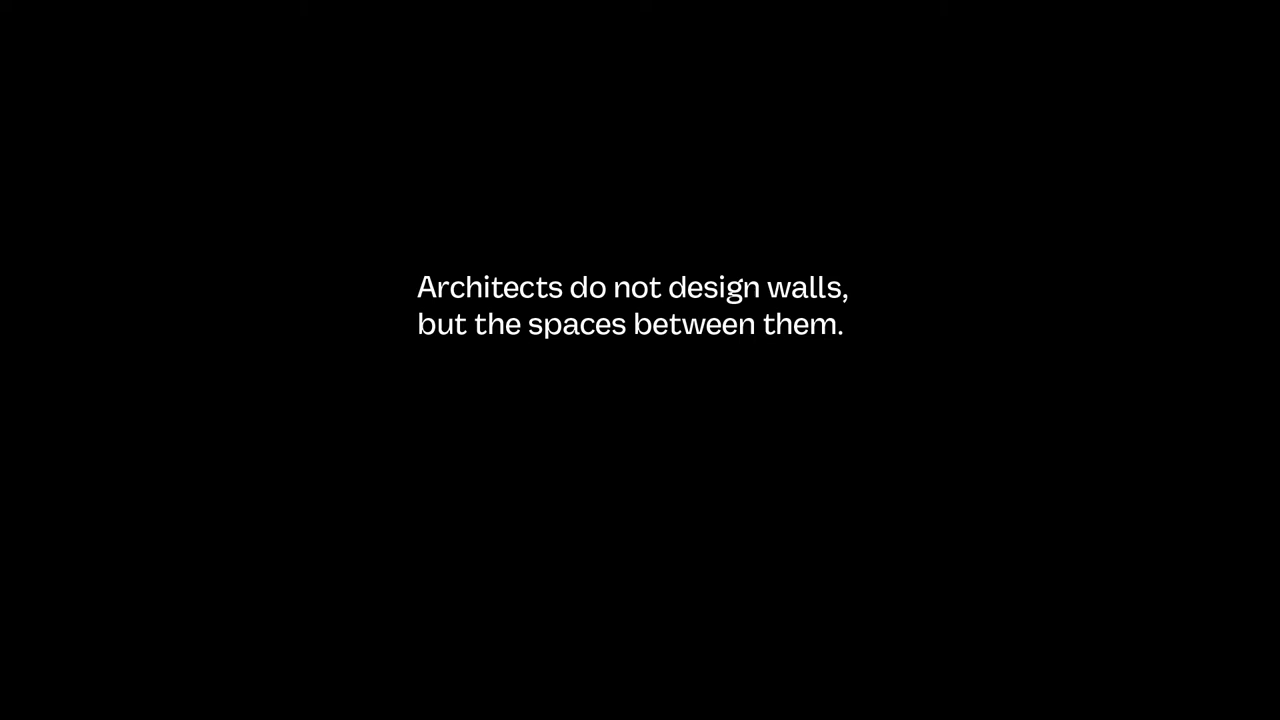 Architects do not design walls,
but the spaces between them.